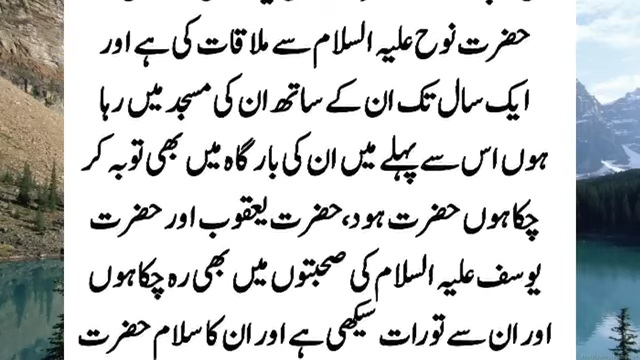 حضرت نوح علیہ السلام سے ملاقات کی ہے اور
ایک سال تک ان کے ساتھ ان کی مسجد میں رہا
ہوں اس سے پہلے میں ان کی بارگاہ میں بھی توبہ کر
چکا ہوں حضرت ہود، حضرت یعقوب اور حضرت
یوسف علیہ السلام کی صحبتوں میں بھی رہ چکا ہوں
اور ان سے تورات سیکھی ہے اور ان کا سلام حضرت